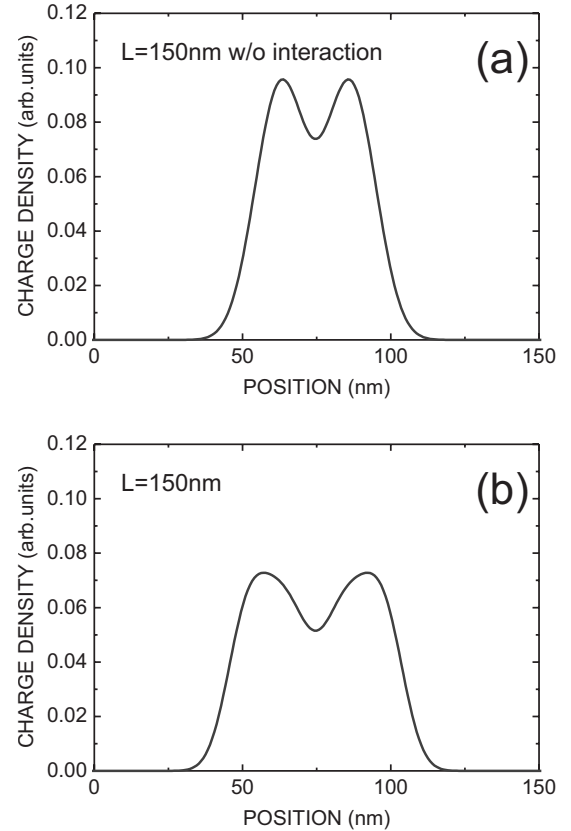 0.12
L=150nm w/o interaction
(a)
0.10
0.08
0.06
0.04
0.02
0.00
CHARGE DENSITY (arb.units)
0
50
100
150
POSITION (nm)
0.12
L=150nm
(b)
0.10
0.08
0.06
0.04
0.02
0.00
CHARGE DENSITY (arb.units)
0
50
100
150
POSITION (nm)